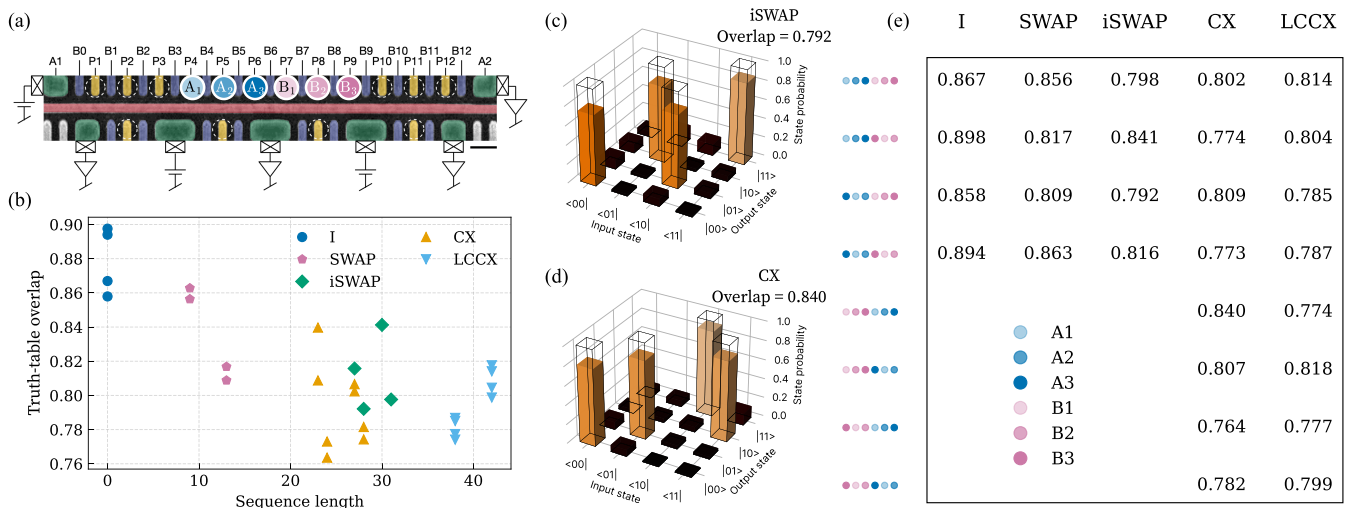 (a)
B0 B1 B2 B3 B4 B5 B6 B7 B8 B9 B10 B11 B12
A1 P1 P2 P3 P4 P5 P6 P7 P8 P9 P10 P11 P12 A2
A1 A2 A3 B1 B2 B3
(b)
Truth-table overlap
0.90
0.88
0.86
0.84
0.82
0.80
0.78
0.76
0 10 20 30 40
Sequence length
I
SWAP
iSWAP
CX
LCCX
(c)
iSWAP
Overlap = 0.792
1.0
0.8
0.6
0.4
0.2
0.0
State probability
<00|
<01|
<10|
<11|
Input state
|00>
|01>
|10>
|11>
Output state
(d)
CX
Overlap = 0.840
1.0
0.8
0.6
0.4
0.2
0.0
State probability
<00|
<01|
<10|
<11|
Input state
|00>
|01>
|10>
|11>
Output state
(e)
I SWAP iSWAP CX LCCX
0.867 0.856 0.798 0.802 0.814
0.898 0.817 0.841 0.774 0.804
0.858 0.809 0.792 0.809 0.785
0.894 0.863 0.816 0.773 0.787
0.840 0.774
0.807 0.818
0.764 0.777
0.782 0.799
A1
A2
A3
B1
B2
B3